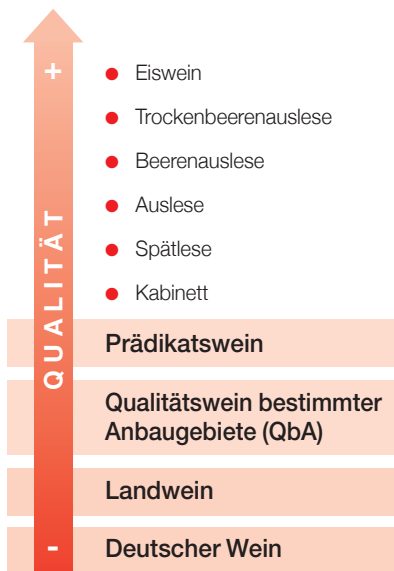 +
Eiswein
Trockenbeerenauslese
Beerenauslese
Auslese
Spätlese
Kabinett
QUALITÄT
Prädikatswein
Qualitätswein bestimmter
Anbaugebiete (QbA)
Landwein
-
Deutscher Wein